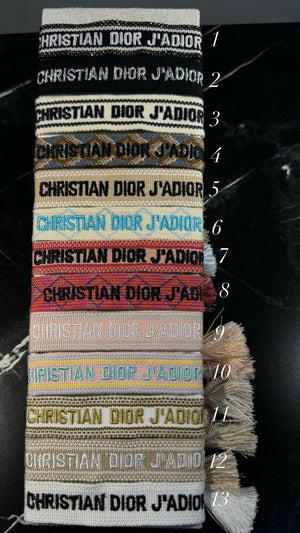 CHRISTIAN DIOR J'ADIOR 1
CHRISTIAN DIOR J'ADIOR 2
CHRISTIAN DIOR J'ADIOR 3
CHRISTIAN DIOR J'ADIOR 4
CHRISTIAN DIOR J'ADIOR 5
CHRISTIAN DIOR J'ADIOR 6
CHRISTIAN DIOR J'ADIOR 7
CHRISTIAN DIOR J'ADI 8
CHRISTIAN DIOR J'ADIOR 9
CHRISTIAN DIOR J'ADIOR 10
CHRISTIAN DIOR J'ADIOR 11
CHRISTIAN DIOR J'ADIOR 12
CHRISTIAN DIOR J'ADIOR 13